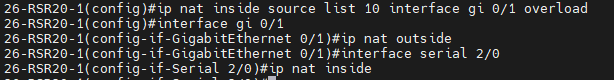 26-RSR20-1(config)#ip nat inside source list 10 interface gi 0/1 overload
26-RSR20-1(config)#interface gi 0/1
26-RSR20-1(config-if-GigabitEthernet 0/1)#ip nat outside
26-RSR20-1(config-if-GigabitEthernet 0/1)#interface serial 2/0
26-RSR20-1(config-if-Serial 2/0)#ip nat inside